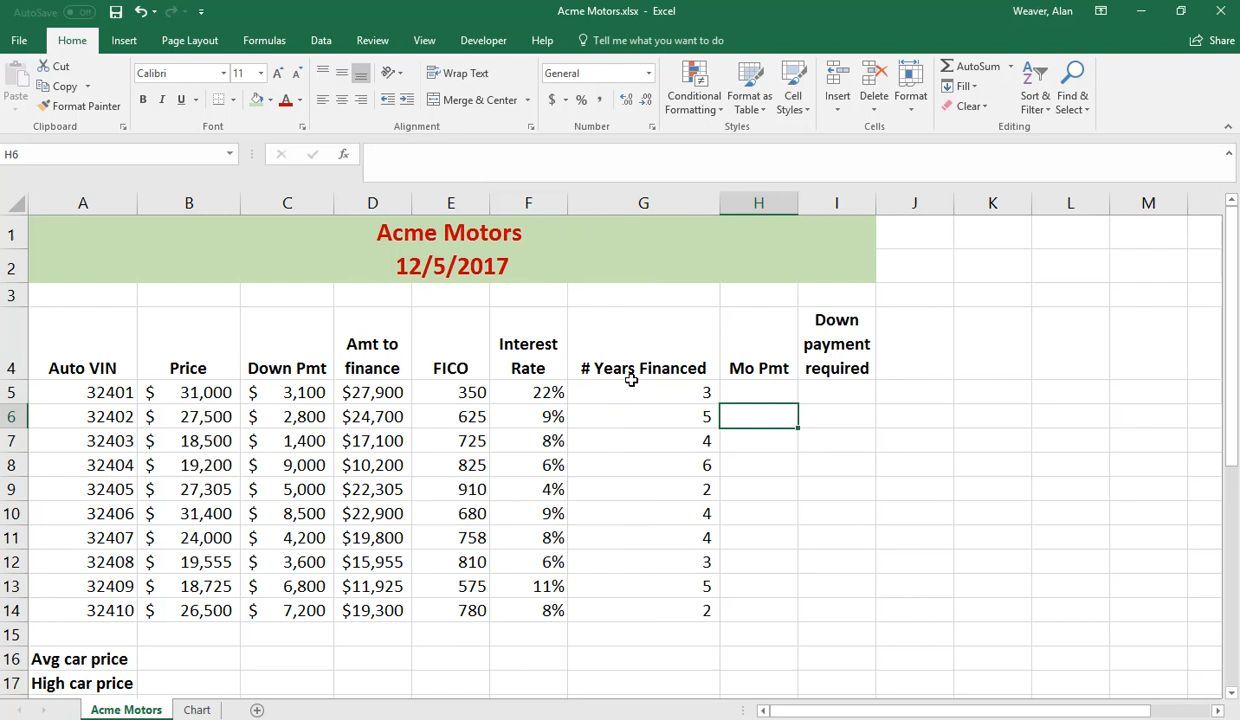 AutoSave Off
Acme Motors.xlsx - Excel
Weaver, Alan
File Home Insert Page Layout Formulas Data Review View Developer Help Tell me what you want to do Share
Paste
Cut
Copy
Format Painter
Clipboard
Calibri 11
B I U
Font
Wrap Text
Merge & Center
Alignment
General
$ % ,
Number
Conditional Formatting
Format as Table
Cell Styles
Styles
Insert Delete Format
Cells
AutoSum
Fill
Clear
Sort & Filter
Find & Select
Editing
H6 fx
A B C D E F G H I J K L M
1 Acme Motors
2 12/5/2017
3
4 Auto VIN Price Down Pmt Amt to finance FICO Interest Rate # Years Financed Mo Pmt Down payment required
5 32401 $ 31,000 $ 3,100 $27,900 350 22% 3
6 32402 $ 27,500 $ 2,800 $24,700 625 9% 5
7 32403 $ 18,500 $ 1,400 $17,100 725 8% 4
8 32404 $ 19,200 $ 9,000 $10,200 825 6% 6
9 32405 $ 27,305 $ 5,000 $22,305 910 4% 2
10 32406 $ 31,400 $ 8,500 $22,900 680 9% 4
11 32407 $ 24,000 $ 4,200 $19,800 758 8% 4
12 32408 $ 19,555 $ 3,600 $15,955 810 6% 3
13 32409 $ 18,725 $ 6,800 $11,925 575 11% 5
14 32410 $ 26,500 $ 7,200 $19,300 780 8% 2
15
16 Avg car price
17 High car price
Acme Motors Chart